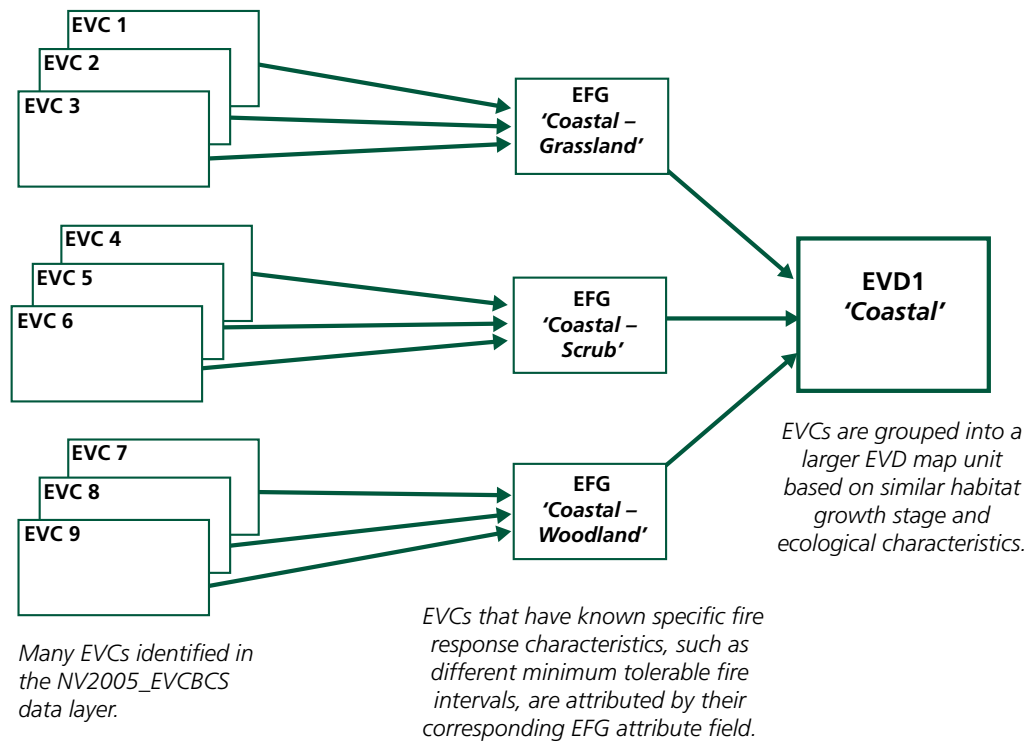 EVC 1
EVC 2
EVC 3
EFG
‘Coastal –
Grassland’
EVC 4
EVC 5
EVC 6
EFG
‘Coastal –
Scrub’
EVD1
‘Coastal’
EVCs are grouped into a
larger EVD map unit
based on similar habitat
growth stage and
ecological characteristics.
EVC 7
EVC 8
EVC 9
EFG
‘Coastal –
Woodland’
Many EVCs identified in
the NV2005_EVCBCS
data layer.
EVCs that have known specific fire
response characteristics, such as
different minimum tolerable fire
intervals, are attributed by their
corresponding EFG attribute field.